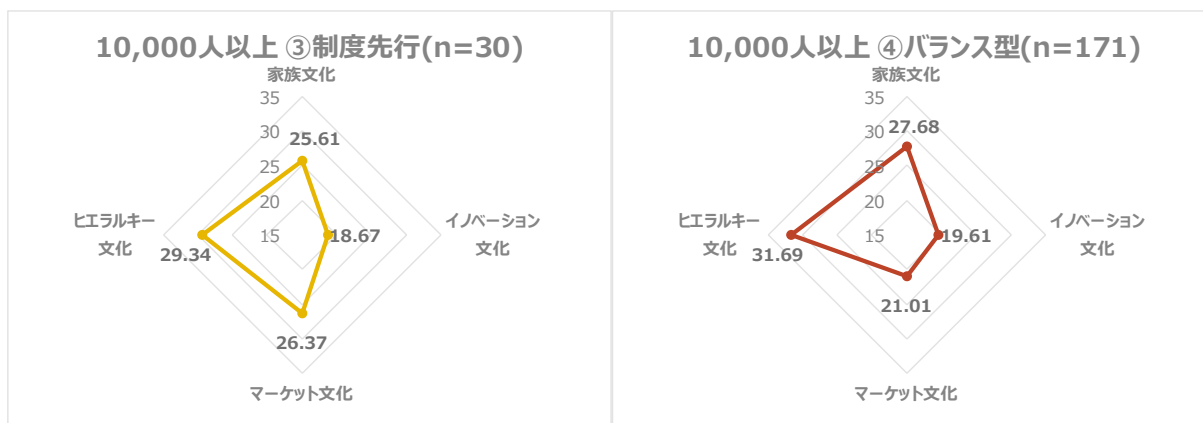 10,000人以上 ③制度先行(n=30)
家族文化
35
30
25
20
15
25.61
18.67
26.37
29.34
ヒエラルキー
文化
イノベーション
文化
マーケット文化
10,000人以上 ④バランス型(n=171)
家族文化
35
30
25
20
15
27.68
19.61
21.01
31.69
ヒエラルキー
文化
イノベーション
文化
マーケット文化